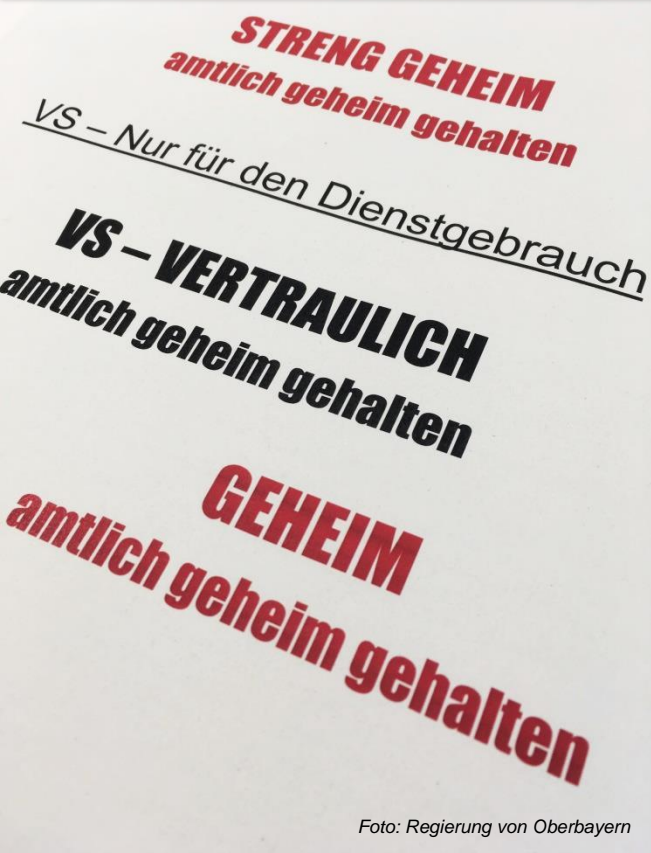 STRENG GEHEIM
amtlich geheim gehalten
VS – Nur für den Dienstgebrauch
VS – VERTRAULICH
amtlich geheim gehalten
GEHEIM
amtlich geheim gehalten
Foto: Regierung von Oberbayern